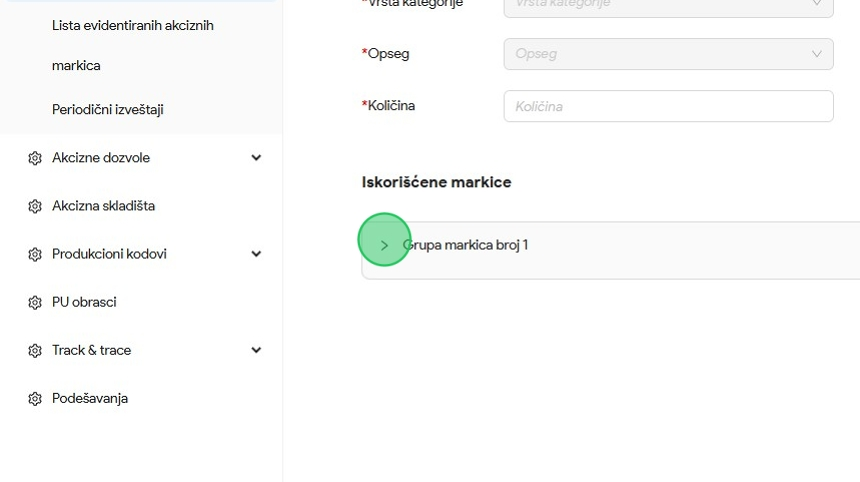 Lista evidentiranih akciznih
markica
Periodični izveštaji
Akcizne dozvole
Akcizna skladišta
Produkcioni kodovi
PU obrasci
Track & trace
Podešavanja
*Vrsta kategorije
Vrsta kategorije
*Opseg
Opseg
*Količina
Količina
Iskorišćene markice
Grupa markica broj 1